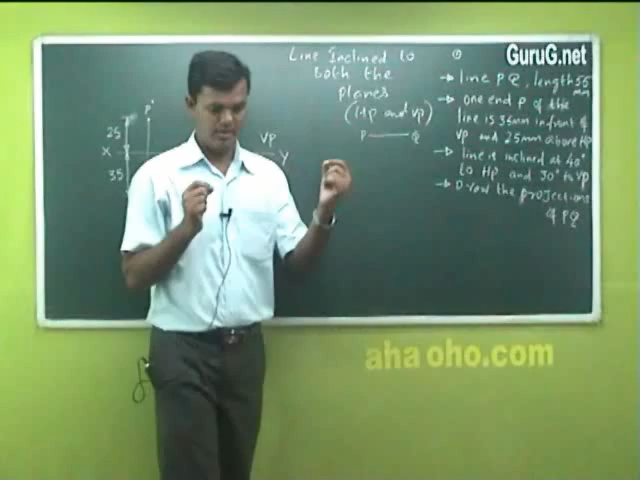 Line Inclined to
both the
planes
(HP and VP)
P Q
①
GuruG.net
→ line PQ, length 55
mm
→ one end P of the
line is 35mm infront of
VP and 25mm above HP
→ line is inclined at 40°
to HP and 30° to VP
→ Draw the projections
of PQ
P'
25
X
VP
Y
35
aha oho.com